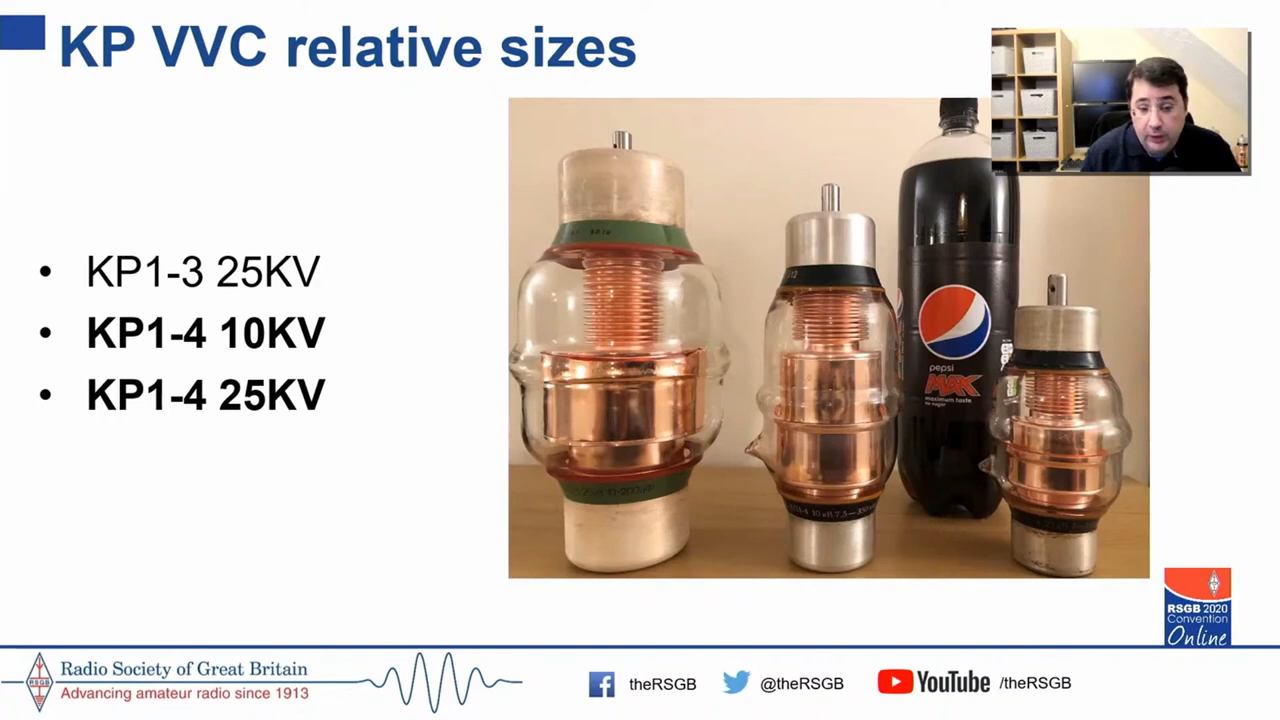 KP VVC relative sizes
• KP1-3 25KV
• KP1-4 10KV
• KP1-4 25KV
pepsi
MAX
maximum taste
no sugar
RSGB 2020
Convention
Online
RSGB
Radio Society of Great Britain
Advancing amateur radio since 1913
theRSGB
@theRSGB
YouTube /theRSGB